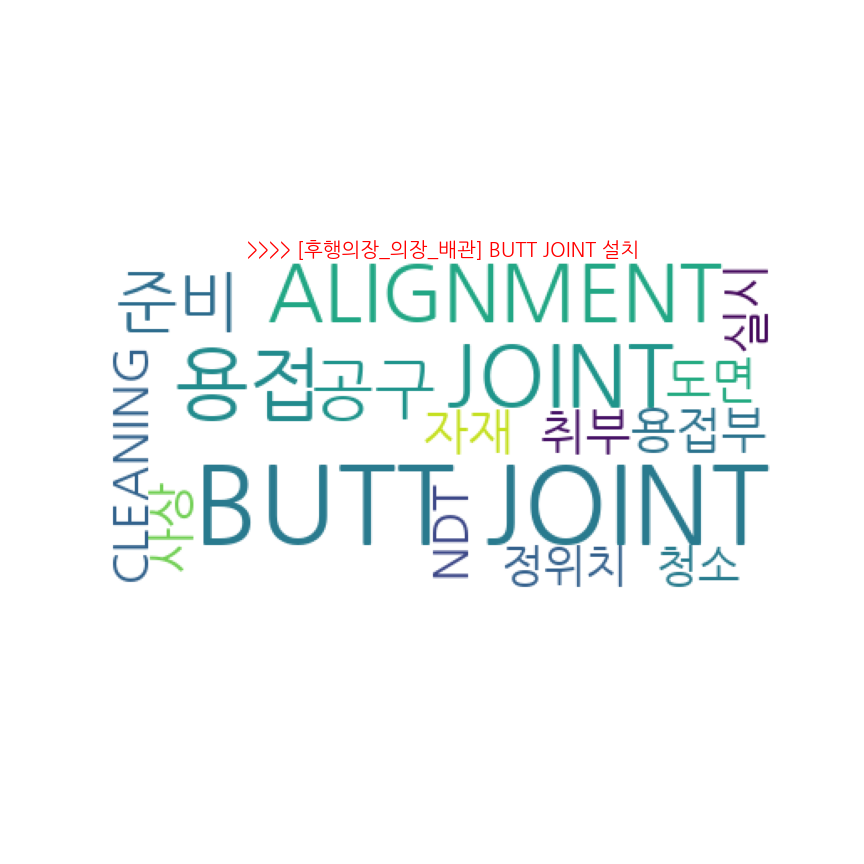 >>>> [후행의장_의장_배관] BUTT JOINT 설치
준비
ALIGNMENT
실시
용접
공구
JOINT
도면
CLEANING
자재
취부
용접부
사상
BUTT JOINT
NDT
정위치
청소